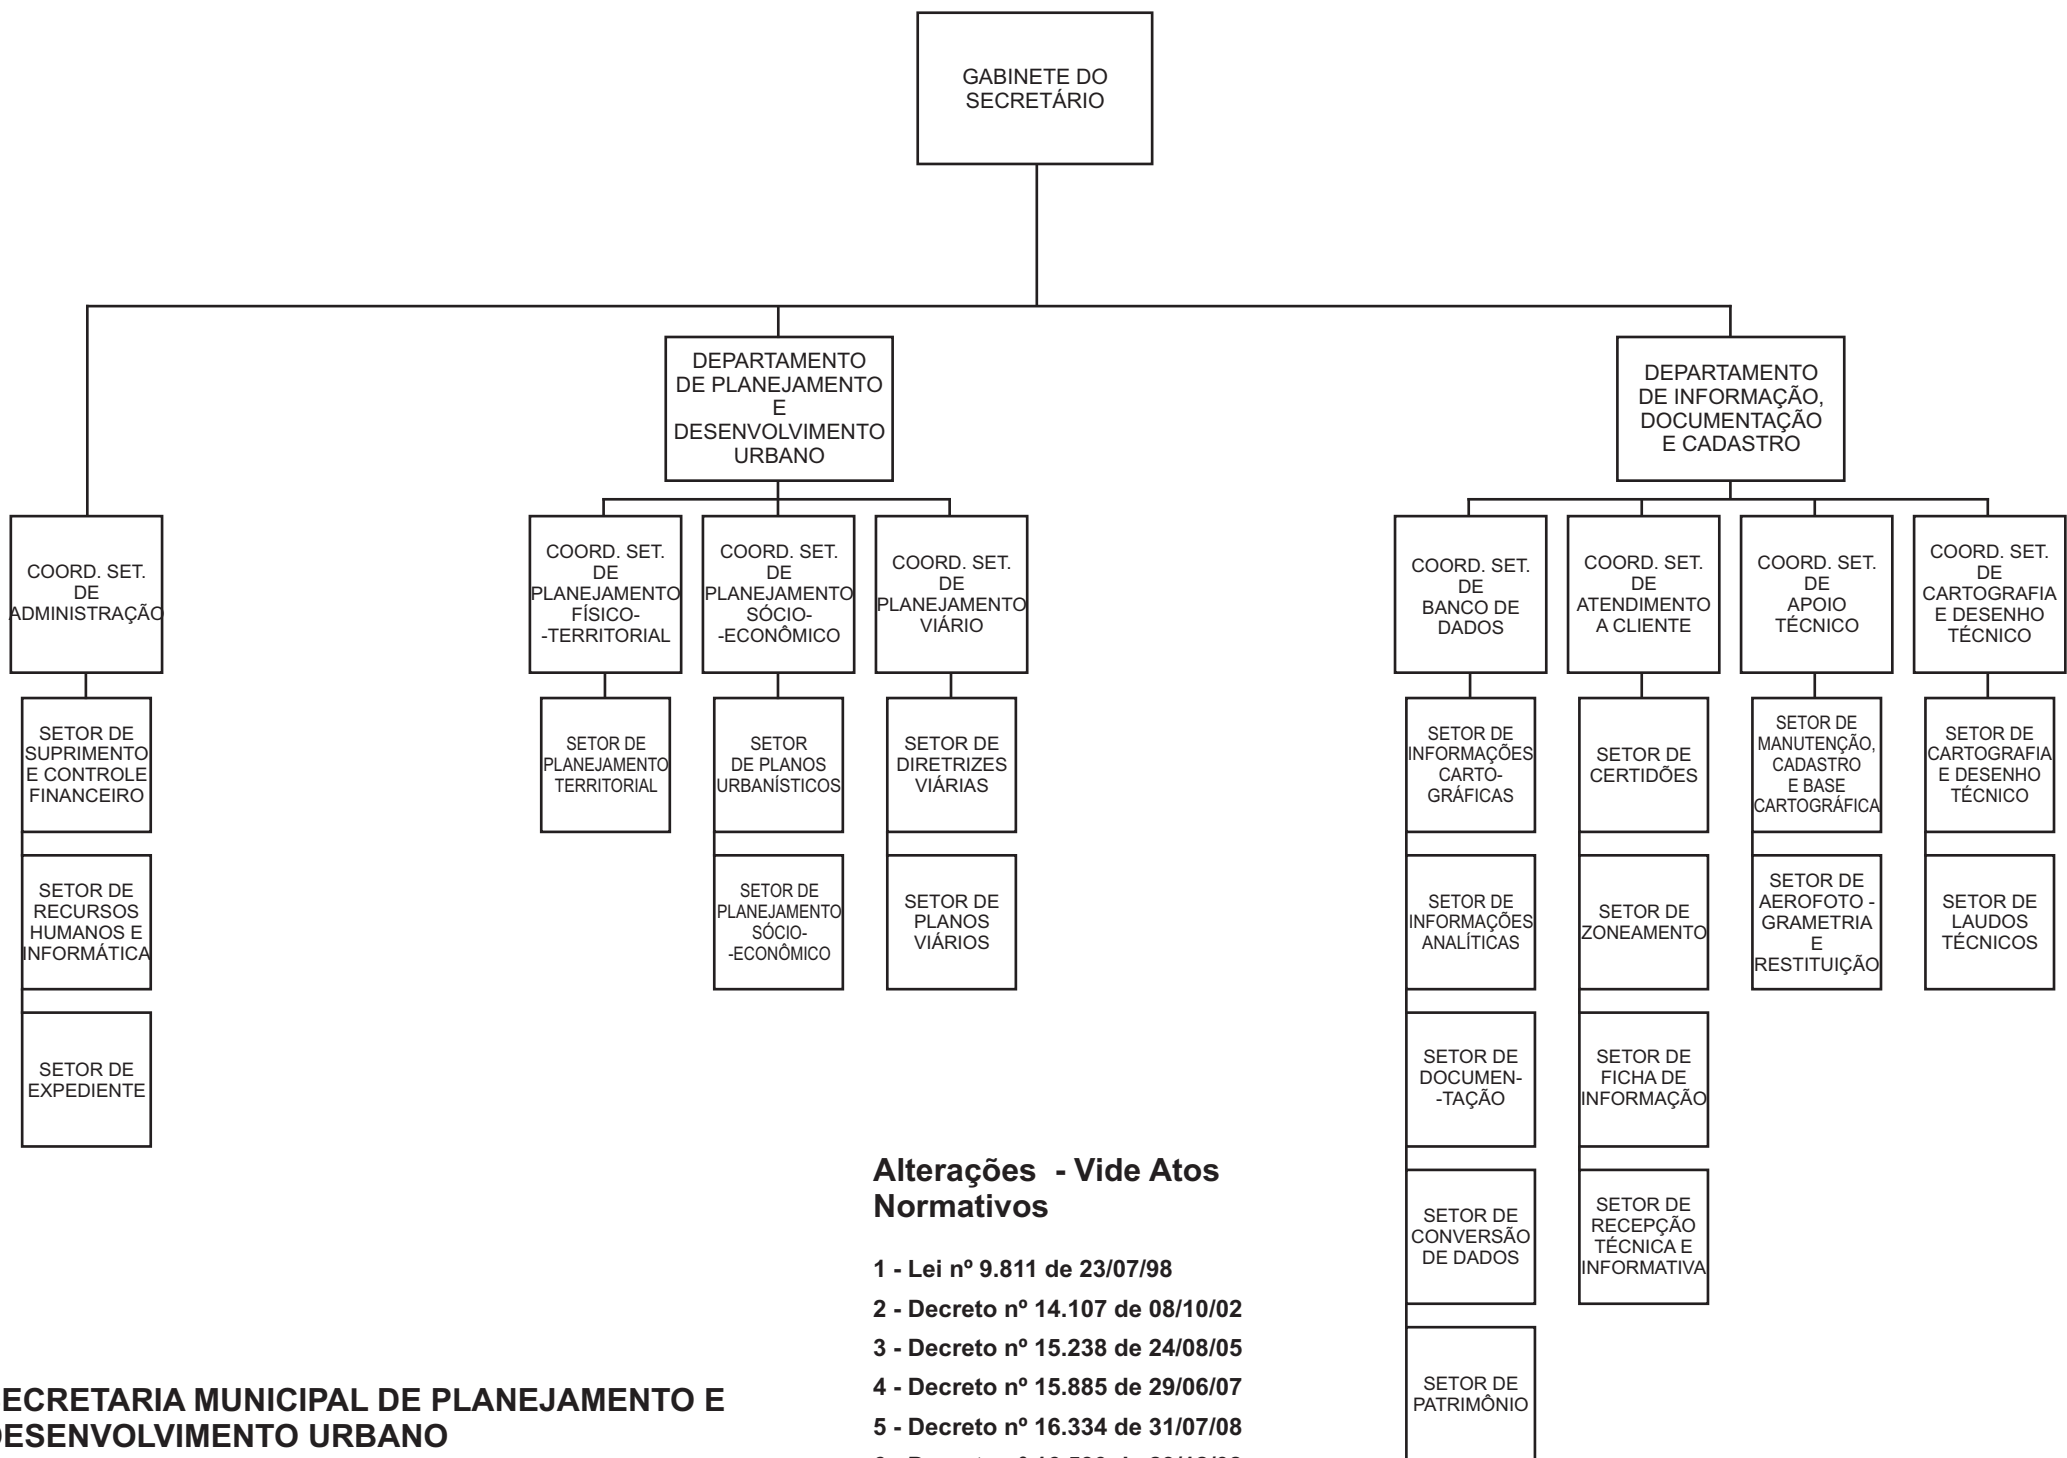 GABINETE DO
SECRETÁRIO
DEPARTAMENTO
DE PLANEJAMENTO
E
DESENVOLVIMENTO
URBANO
DEPARTAMENTO
DE INFORMAÇÃO,
DOCUMENTAÇÃO
E CADASTRO
COORD. SET.
DE
ADMINISTRAÇÃO
COORD. SET.
DE
PLANEJAMENTO
FÍSICO-
-TERRITORIAL
COORD. SET.
DE
PLANEJAMENTO
SÓCIO-
-ECONÔMICO
COORD. SET.
DE
PLANEJAMENTO
VIÁRIO
COORD. SET.
DE
BANCO DE
DADOS
COORD. SET.
DE
ATENDIMENTO
A CLIENTE
COORD. SET.
DE
APOIO
TÉCNICO
COORD. SET.
DE
CARTOGRAFIA
E DESENHO
TÉCNICO
SETOR DE
SUPRIMENTO
E CONTROLE
FINANCEIRO
SETOR DE
PLANEJAMENTO
TERRITORIAL
SETOR
DE PLANOS
URBANÍSTICOS
SETOR DE
DIRETRIZES
VIÁRIAS
SETOR DE
INFORMAÇÕES
CARTO-
GRÁFICAS
SETOR DE
CERTIDÕES
SETOR DE
MANUTENÇÃO,
CADASTRO
E BASE
CARTOGRÁFICA
SETOR DE
CARTOGRAFIA
E DESENHO
TÉCNICO
SETOR DE
RECURSOS
HUMANOS E
INFORMÁTICA
SETOR DE
PLANEJAMENTO
SÓCIO-
-ECONÔMICO
SETOR DE
PLANOS
VIÁRIOS
SETOR DE
INFORMAÇÕES
ANALÍTICAS
SETOR DE
ZONEAMENTO
SETOR DE
AEROFOTO -
GRAMETRIA
E
RESTITUIÇÃO
SETOR DE
LAUDOS
TÉCNICOS
SETOR DE
EXPEDIENTE
SETOR DE
DOCUMEN-
-TAÇÃO
SETOR DE
FICHA DE
INFORMAÇÃO
SETOR DE
CONVERSÃO
DE DADOS
SETOR DE
RECEPÇÃO
TÉCNICA E
INFORMATIVA
SETOR DE
PATRIMÔNIO
Alterações - Vide Atos
Normativos
1 - Lei nº 9.811 de 23/07/98
2 - Decreto nº 14.107 de 08/10/02
3 - Decreto nº 15.238 de 24/08/05
4 - Decreto nº 15.885 de 29/06/07
5 - Decreto nº 16.334 de 31/07/08
ECRETARIA MUNICIPAL DE PLANEJAMENTO E
DESENVOLVIMENTO URBANO